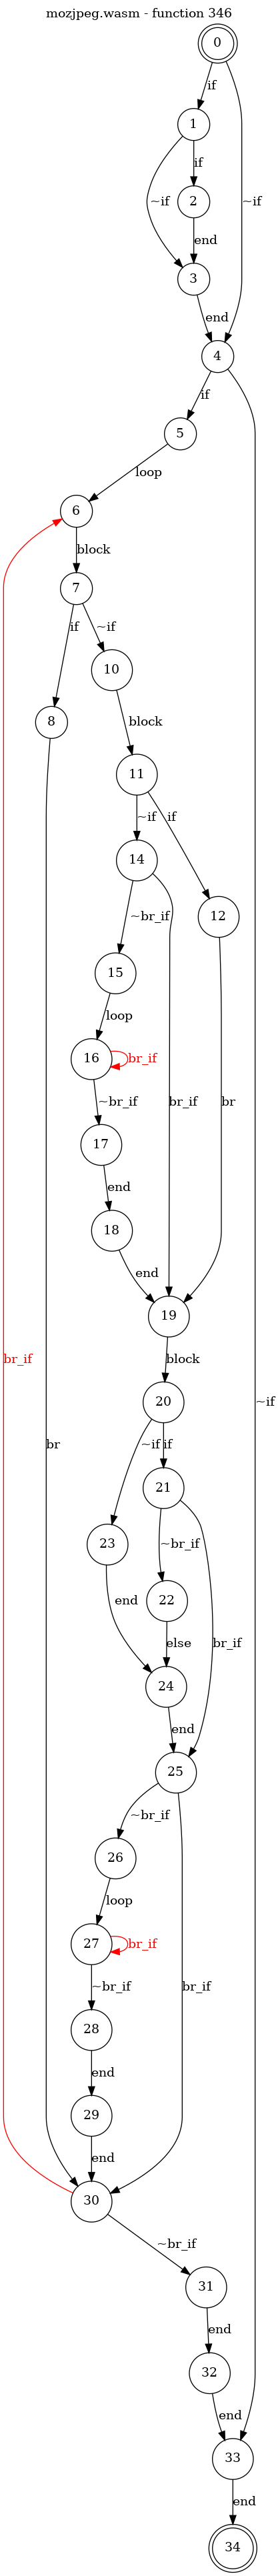 mozjpeg.wasm - function 346
0
if
1
~if
if
~if
2
end
3
end
4
if
5
loop
6
block
7
if
~if
8
10
block
11
~if
if
14
12
~br_if
15
loop
16
br_if
br_if
br
~br_if
17
end
18
end
19
br_if
br
~if
block
20
~if
if
21
23
~br_if
22
end
else
br_if
24
end
25
~br_if
26
loop
br_if
27
br_if
~br_if
28
end
29
end
30
~br_if
31
end
32
end
33
end
34